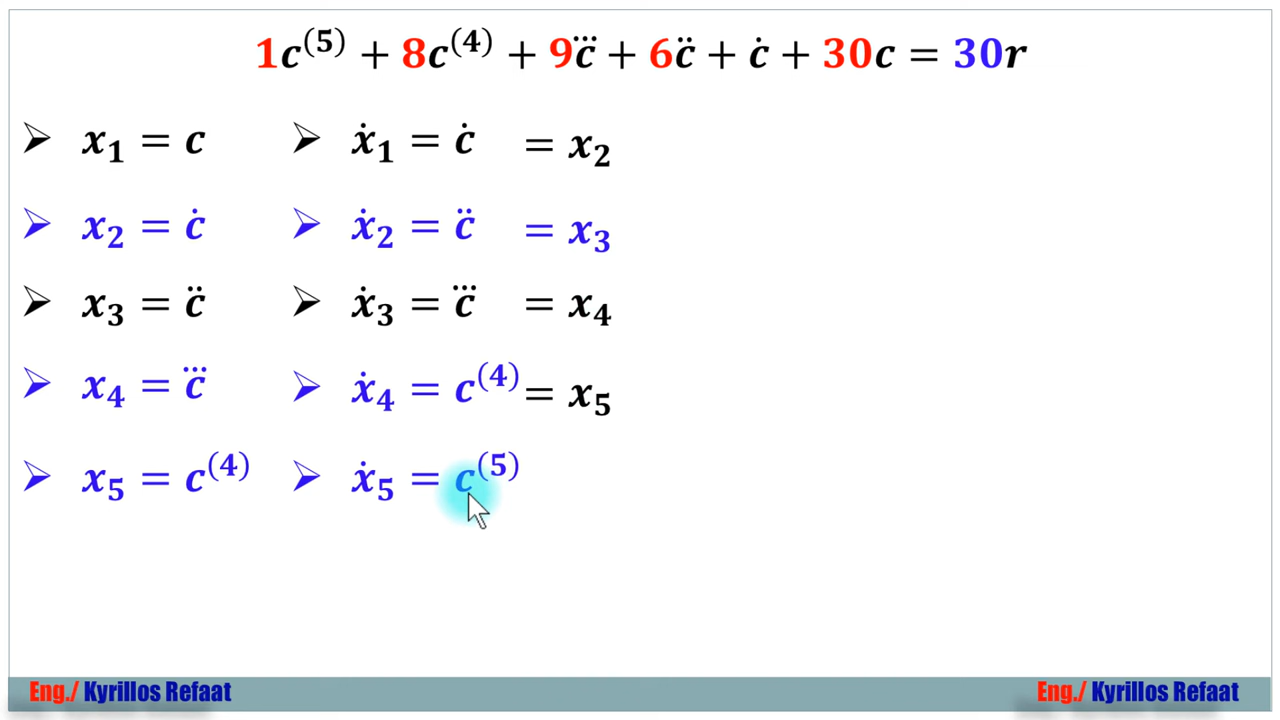 1c⁽⁵⁾ + 8c⁽⁴⁾ + 9c⃛ + 6c̈ + ċ + 30c = 30r
➢ x₁ = c ➢ ẋ₁ = ċ = x₂
➢ x₂ = ċ ➢ ẋ₂ = c̈ = x₃
➢ x₃ = c̈ ➢ ẋ₃ = c⃛ = x₄
➢ x₄ = c⃛ ➢ ẋ₄ = c⁽⁴⁾ = x₅
➢ x₅ = c⁽⁴⁾ ➢ ẋ₅ = c⁽⁵⁾
Eng./ Kyrillos Refaat Eng./ Kyrillos Refaat